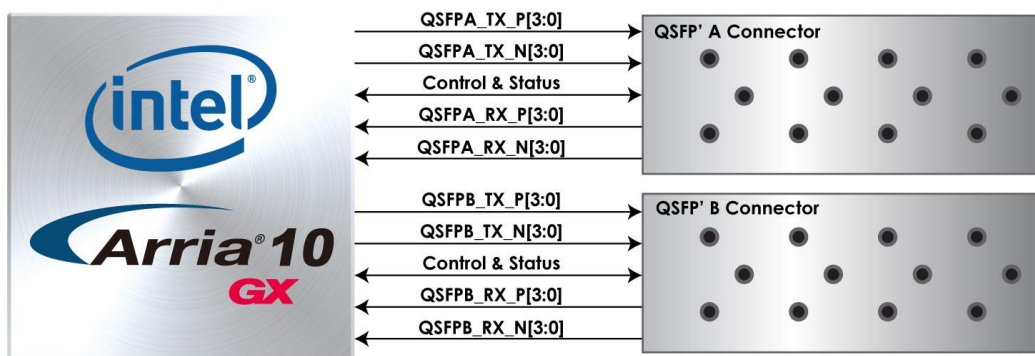 intel®
Arria® 10
GX
QSFPA_TX_P[3:0]
QSFPA_TX_N[3:0]
Control & Status
QSFPA_RX_P[3:0]
QSFPA_RX_N[3:0]
QSFP' A Connector
QSFPB_TX_P[3:0]
QSFPB_TX_N[3:0]
Control & Status
QSFPB_RX_P[3:0]
QSFPB_RX_N[3:0]
QSFP' B Connector